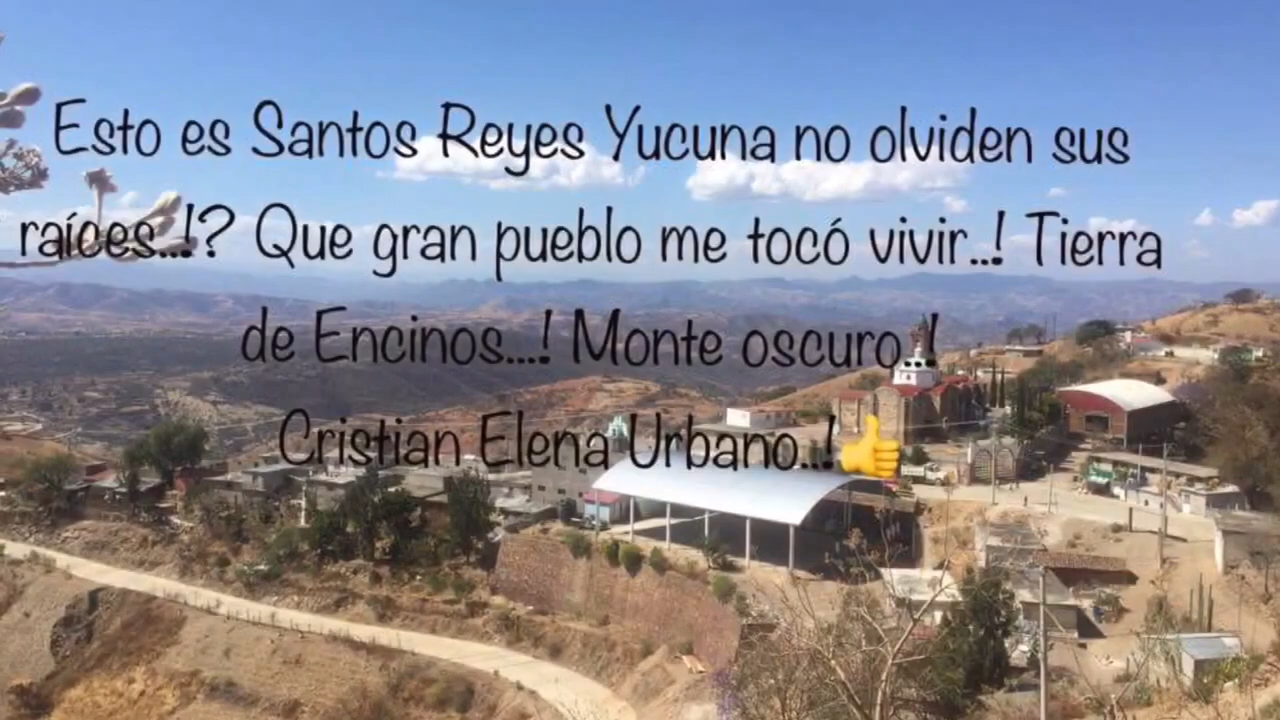 Esto es Santos Reyes Yucuna no olviden sus
raíces...!? Que gran pueblo me tocó vivir...! Tierra
de Encinos....! Monte oscuro..!
Cristian Elena Urbano...!👍